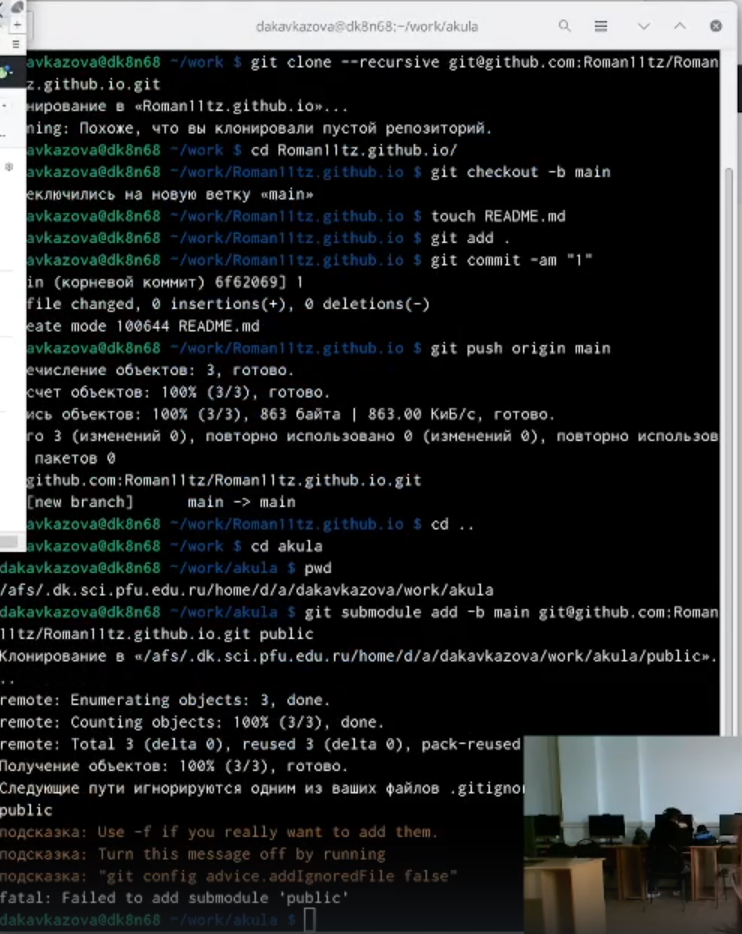 dakavkazova@dk8n68:~/work/akula
avkazova@dk8n68 ~/work $ git clone --recursive git@github.com:Roman11tz/Roman
z.github.io.git
нирование в «Roman11tz.github.io»...
ning: Похоже, что вы клонировали пустой репозиторий.
avkazova@dk8n68 ~/work $ cd Roman11tz.github.io/
avkazova@dk8n68 ~/work/Roman11tz.github.io $ git checkout -b main
еключились на новую ветку «main»
avkazova@dk8n68 ~/work/Roman11tz.github.io $ touch README.md
avkazova@dk8n68 ~/work/Roman11tz.github.io $ git add .
avkazova@dk8n68 ~/work/Roman11tz.github.io $ git commit -am "1"
in (корневой коммит) 6f62069] 1
file changed, 0 insertions(+), 0 deletions(-)
eate mode 100644 README.md
avkazova@dk8n68 ~/work/Roman11tz.github.io $ git push origin main
ечисление объектов: 3, готово.
счет объектов: 100% (3/3), готово.
ись объектов: 100% (3/3), 863 байта | 863.00 КиБ/с, готово.
го 3 (изменений 0), повторно использовано 0 (изменений 0), повторно использов
пакетов 0
github.com:Roman11tz/Roman11tz.github.io.git
[new branch]      main -> main
avkazova@dk8n68 ~/work/Roman11tz.github.io $ cd ..
avkazova@dk8n68 ~/work $ cd akula
dakavkazova@dk8n68 ~/work/akula $ pwd
/afs/.dk.sci.pfu.edu.ru/home/d/a/dakavkazova/work/akula
dakavkazova@dk8n68 ~/work/akula $ git submodule add -b main git@github.com:Roman
11tz/Roman11tz.github.io.git public
Клонирование в «/afs/.dk.sci.pfu.edu.ru/home/d/a/dakavkazova/work/akula/public».
..
remote: Enumerating objects: 3, done.
remote: Counting objects: 100% (3/3), done.
remote: Total 3 (delta 0), reused 3 (delta 0), pack-reused
Получение объектов: 100% (3/3), готово.
Следующие пути игнорируются одним из ваших файлов .gitigno
public
подсказка: Use -f if you really want to add them.
подсказка: Turn this message off by running
подсказка: "git config advice.addIgnoredFile false"
fatal: Failed to add submodule 'public'
dakavkazova@dk8n68 ~/work/akula $